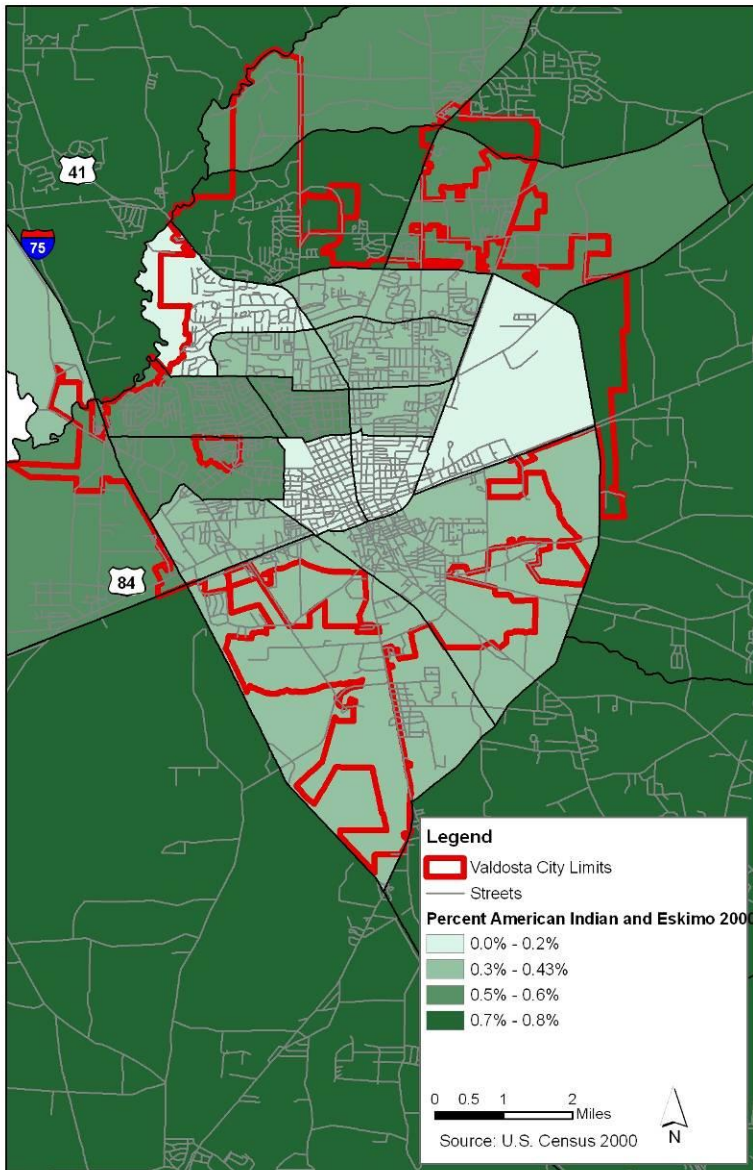 41
75
84
Legend
Valdosta City Limits
Streets
Percent American Indian and Eskimo 2000
0.0% - 0.2%
0.3% - 0.43%
0.5% - 0.6%
0.7% - 0.8%
0 0.5 1 2
Miles
N
Source: U.S. Census 2000